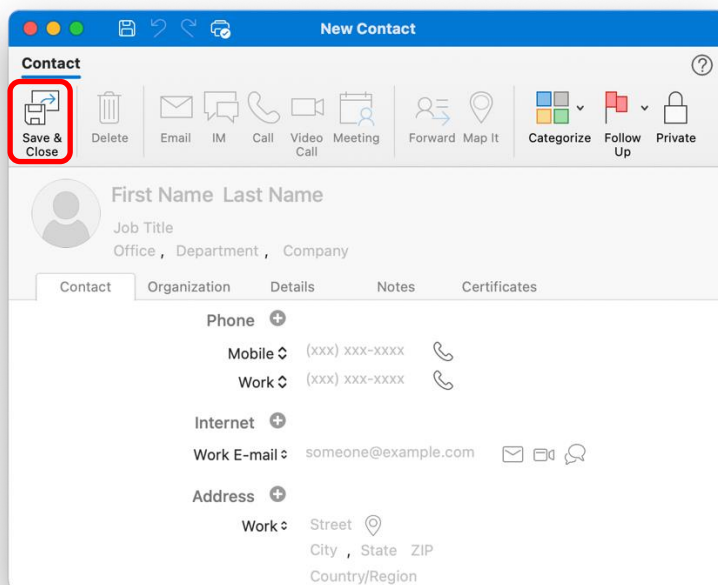 New Contact
Contact
?
Save & Close Delete Email IM Call Video Call Meeting Forward Map It Categorize Follow Up Private
First Name Last Name
Job Title
Office , Department , Company
Contact Organization Details Notes Certificates
Phone
Mobile (xxx) xxx-xxxx
Work (xxx) xxx-xxxx
Internet
Work E-mail someone@example.com
Address
Work Street
City , State ZIP
Country/Region